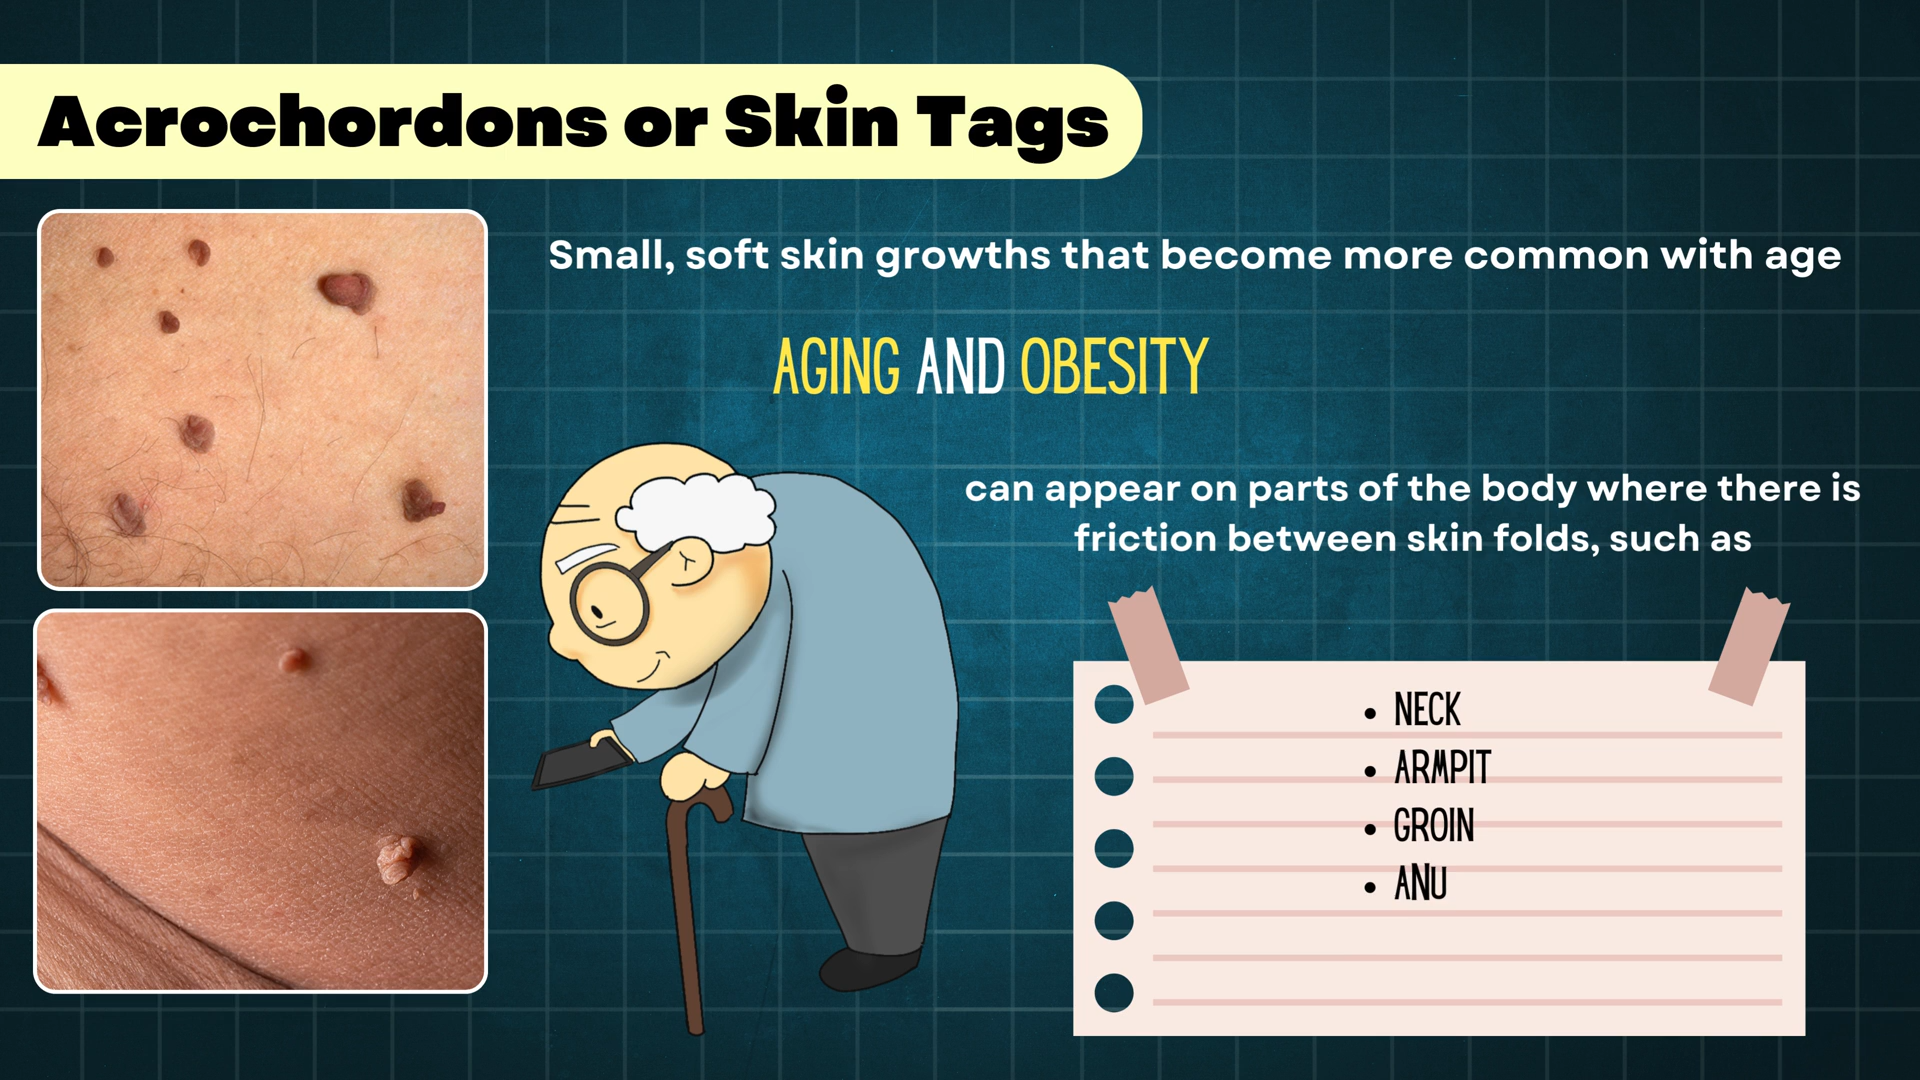 Acrochordons or Skin Tags
Small, soft skin growths that become more common with age
AGING AND OBESITY
can appear on parts of the body where there is
friction between skin folds, such as
• NECK
• ARMPIT
• GROIN
• ANU